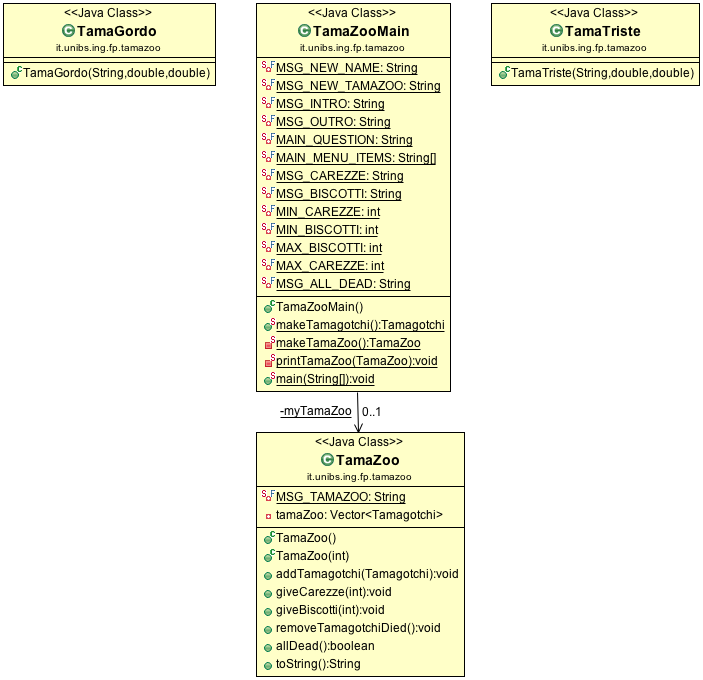 <<Java Class>>
TamaGordo
it.unibs.ing.fp.tamazoo
TamaGordo(String,double,double)
<<Java Class>>
TamaZooMain
it.unibs.ing.fp.tamazoo
MSG_NEW_NAME: String
MSG_NEW_TAMAZOO: String
MSG_INTRO: String
MSG_OUTRO: String
MAIN_QUESTION: String
MAIN_MENU_ITEMS: String[]
MSG_CAREZZE: String
MSG_BISCOTTI: String
MIN_CAREZZE: int
MIN_BISCOTTI: int
MAX_BISCOTTI: int
MAX_CAREZZE: int
MSG_ALL_DEAD: String
TamaZooMain()
makeTamagotchi():Tamagotchi
makeTamaZoo():TamaZoo
printTamaZoo(TamaZoo):void
main(String[]):void
<<Java Class>>
TamaTriste
it.unibs.ing.fp.tamazoo
TamaTriste(String,double,double)
-myTamaZoo 0..1
<<Java Class>>
TamaZoo
it.unibs.ing.fp.tamazoo
MSG_TAMAZOO: String
tamaZoo: Vector<Tamagotchi>
TamaZoo()
TamaZoo(int)
addTamagotchi(Tamagotchi):void
giveCarezze(int):void
giveBiscotti(int):void
removeTamagotchiDied():void
allDead():boolean
toString():String